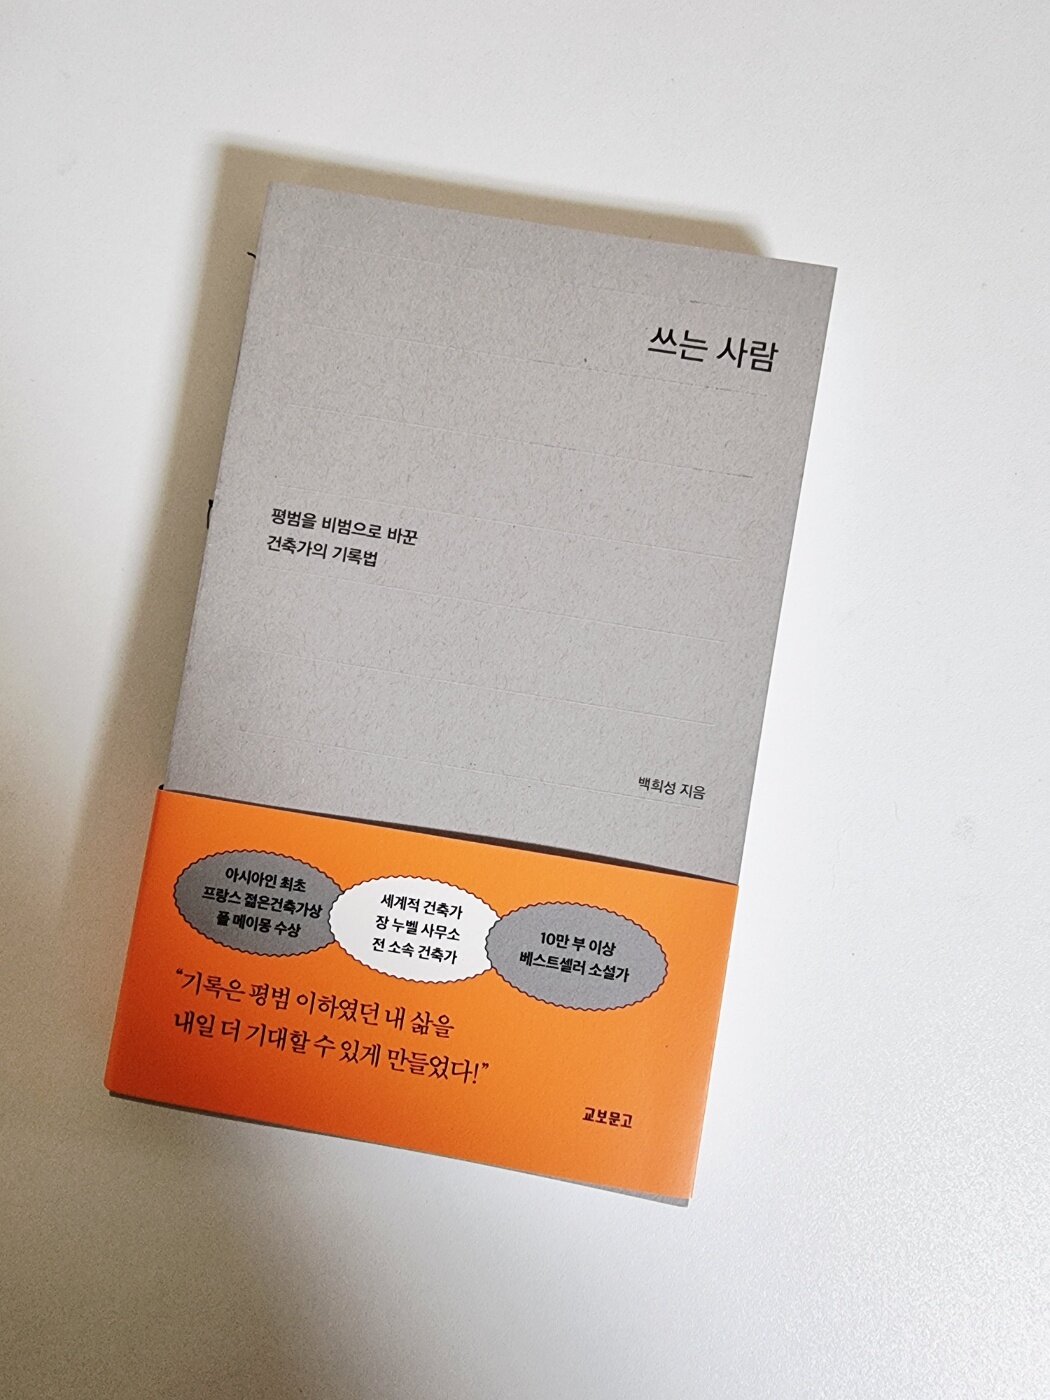 쓰는 사람
평범을 비범으로 바꾼
건축가의 기록법
백희성 지음
아시아인 최초
프랑스 젊은건축가상
폴 메이몽 수상
세계적 건축가
장 누벨 사무소
전 소속 건축가
10만 부 이상
베스트셀러 소설가
“기록은 평범 이하였던 내 삶을
내일 더 기대할 수 있게 만들었다!”
교보문고